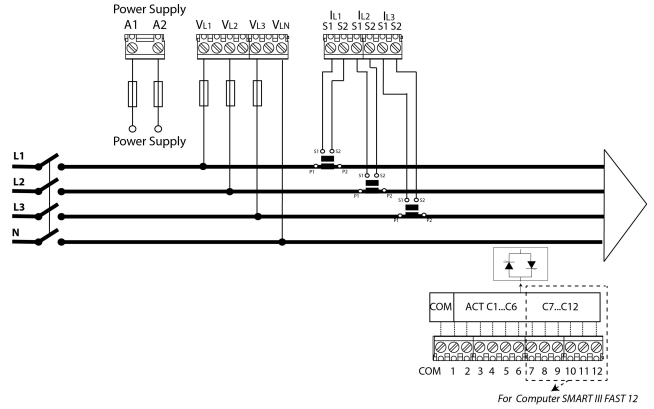 Power Supply
A1 A2
VL1 VL2 VL3 VLN
IL1 IL2 IL3
S1 S2 S1 S2 S1 S2
Power Supply
S1 S2
L1
P1 P2
S1 S2
L2
P1 P2
S1 S2
L3
P1 P2
N
COM ACT C1...C6 C7...C12
COM 1 2 3 4 5 6 7 8 9 10 11 12
For Computer SMART III FAST 12